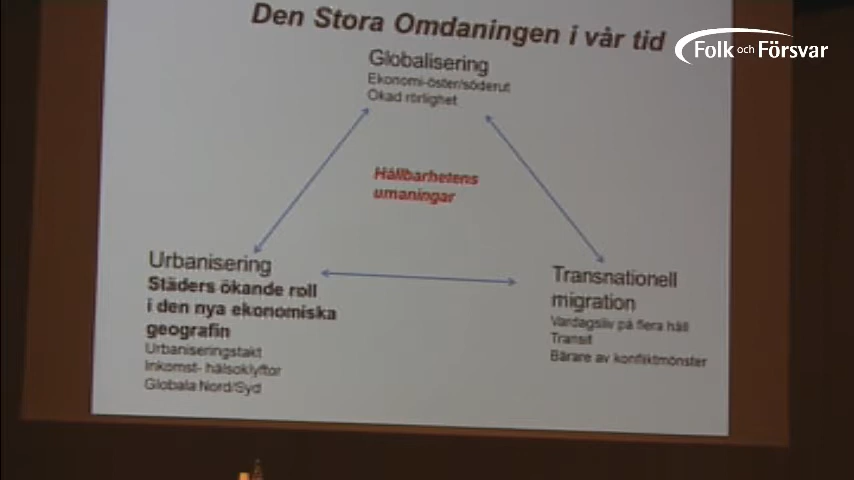 Den Stora Omdaningen i vår tid
Folk och Försvar
Globalisering
Ekonomi-öster/söderut
Ökad rörlighet
Hållbarhetens
umaningar
Urbanisering
Städers ökande roll
i den nya ekonomiska
geografin
Urbaniseringstakt
Inkomst- hälsoklyftor
Globala Nord/Syd
Transnationell
migration
Vardagsliv på flera håll
Transit
Bärare av konfliktmönster